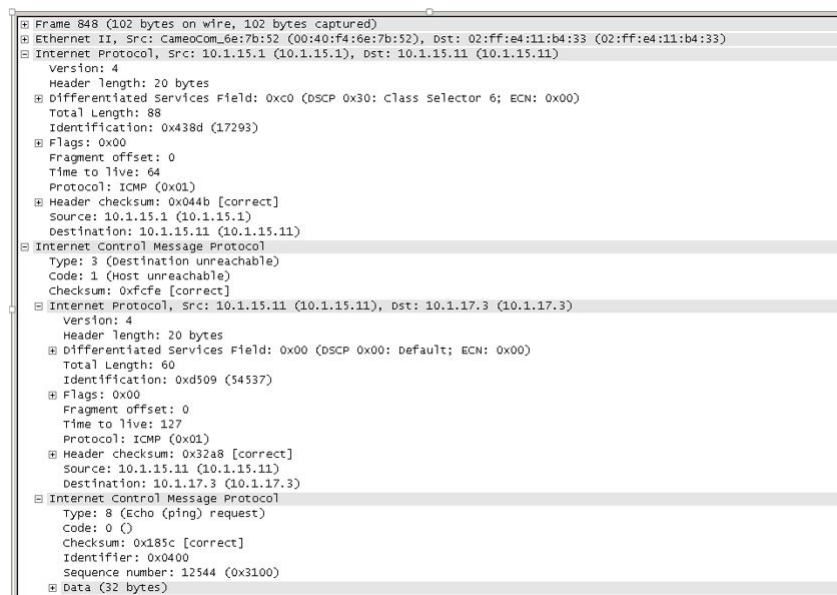 Frame 848 (102 bytes on wire, 102 bytes captured)
Ethernet II, Src: CameoCom_6e:7b:52 (00:40:f4:6e:7b:52), Dst: 02:ff:e4:11:b4:33 (02:ff:e4:11:b4:33)
Internet Protocol, Src: 10.1.15.1 (10.1.15.1), Dst: 10.1.15.11 (10.1.15.11)
Version: 4
Header length: 20 bytes
Differentiated Services Field: 0xc0 (DSCP 0x30: Class Selector 6; ECN: 0x00)
Total Length: 88
Identification: 0x438d (17293)
Flags: 0x00
Fragment offset: 0
Time to live: 64
Protocol: ICMP (0x01)
Header checksum: 0x044b [correct]
Source: 10.1.15.1 (10.1.15.1)
Destination: 10.1.15.11 (10.1.15.11)
Internet Control Message Protocol
Type: 3 (Destination unreachable)
Code: 1 (Host unreachable)
Checksum: 0xfcfe [correct]
Internet Protocol, Src: 10.1.15.11 (10.1.15.11), Dst: 10.1.17.3 (10.1.17.3)
Version: 4
Header length: 20 bytes
Differentiated Services Field: 0x00 (DSCP 0x00: Default; ECN: 0x00)
Total Length: 60
Identification: 0xd509 (54537)
Flags: 0x00
Fragment offset: 0
Time to live: 127
Protocol: ICMP (0x01)
Header checksum: 0x32a8 [correct]
Source: 10.1.15.11 (10.1.15.11)
Destination: 10.1.17.3 (10.1.17.3)
Internet Control Message Protocol
Type: 8 (Echo (ping) request)
Code: 0 ()
Checksum: 0x185c [correct]
Identifier: 0x0400
Sequence number: 12544 (0x3100)
Data (32 bytes)